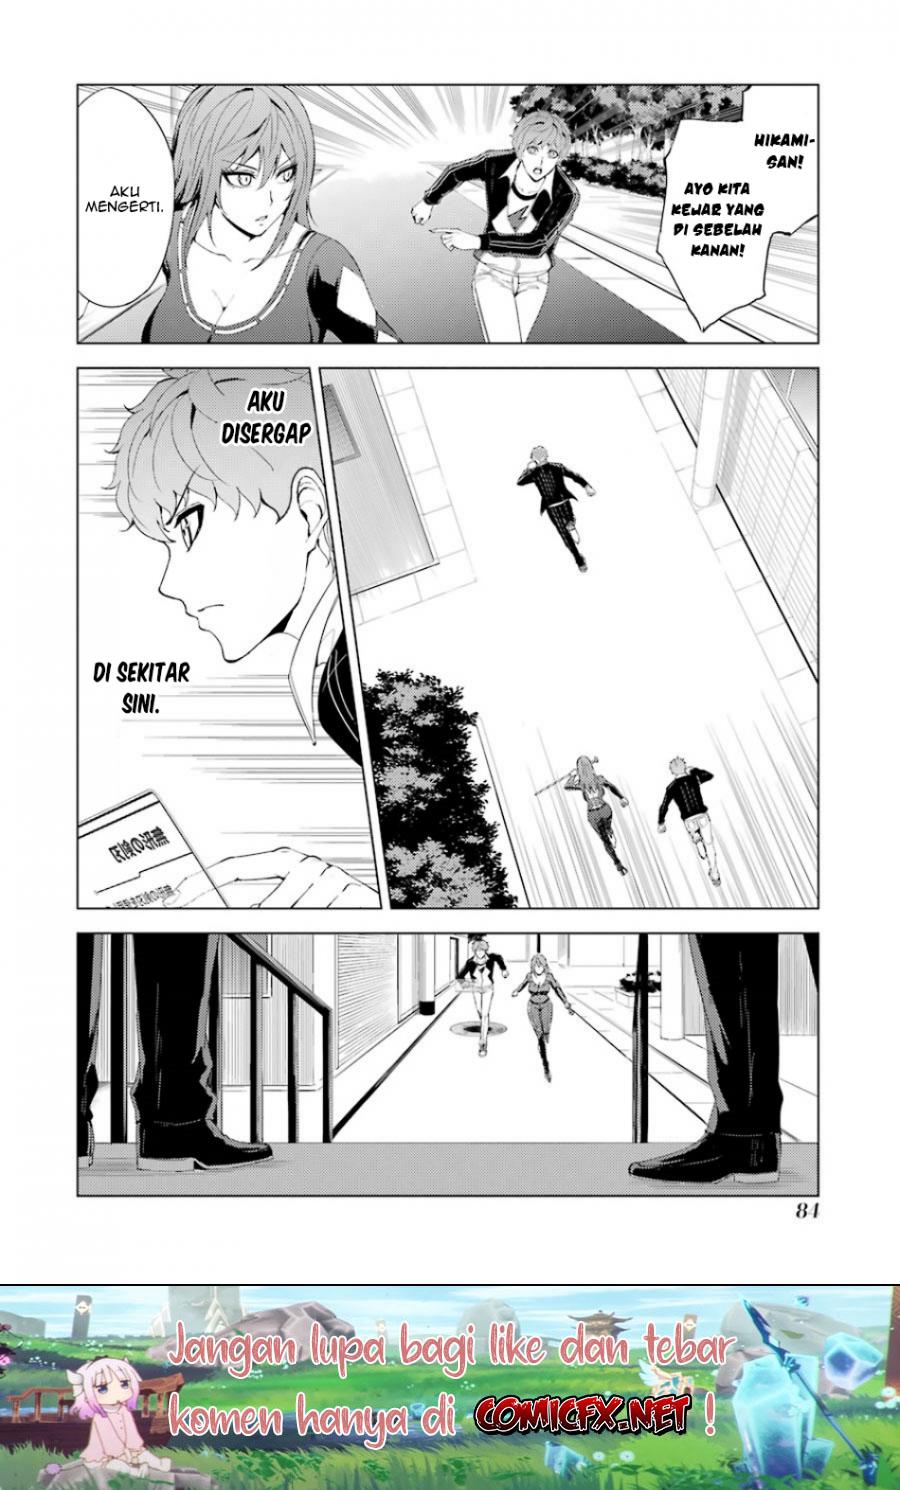 HIKAMI-
SAN!
AYO KITA
KEJAR YANG
DI SEBELAH
KANAN!
AKU
MENGERTI.
AKU
DISERGAP
DI SEKITAR
SINI.
84
Jangan lupa bagi like dan tebar
komen hanya di COMICFX.NET !